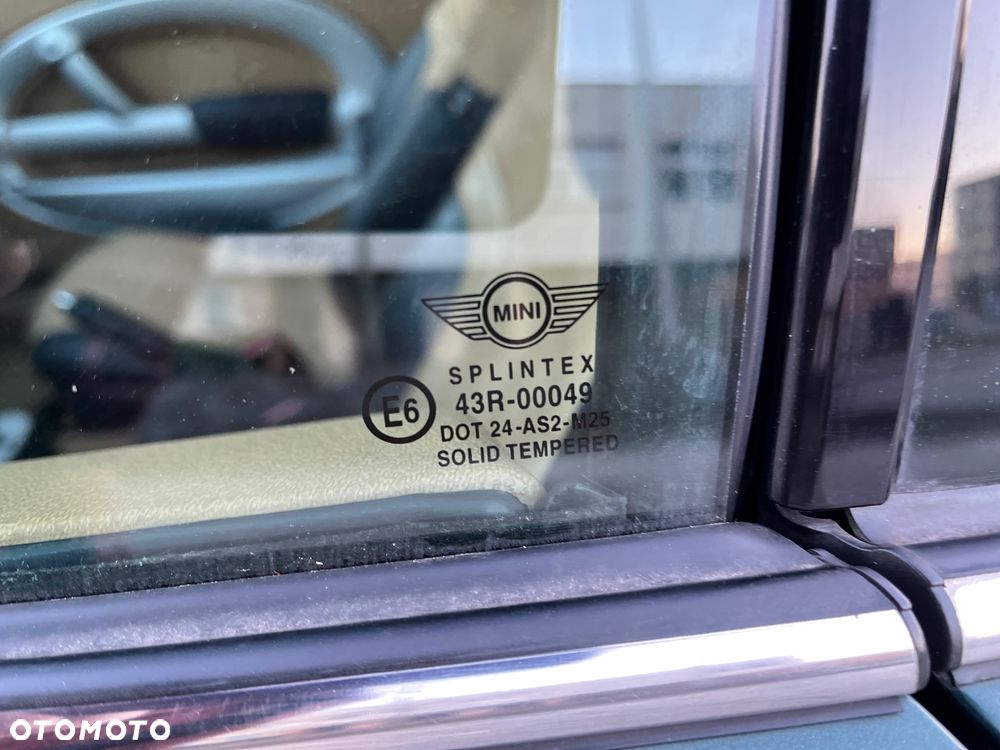 MINI
SPLINTEX
E6
43R-00049
DOT 24-AS2-M25
SOLID TEMPERED
OTOMOTO